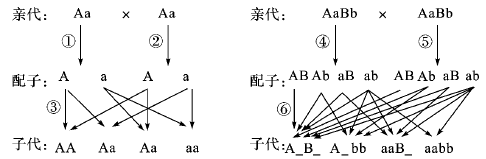 亲代： Aa × Aa
① ②
配子： A a A a
③
子代： AA Aa Aa aa
亲代： AaBb × AaBb
④ ⑤
配子： AB Ab aB ab AB Ab aB ab
⑥
子代： A_B_ A_bb aaB_ aabb